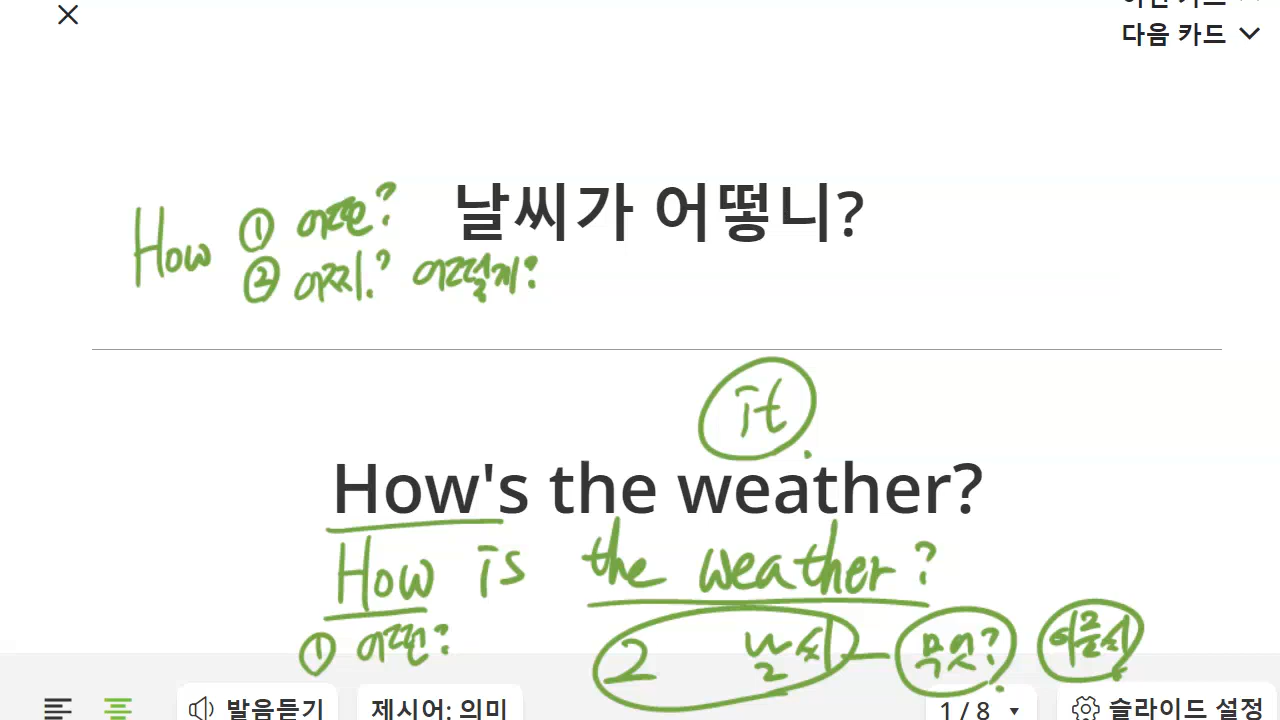 다음 카드
How ① 어떤?
날씨가 어떻니?
② 어찌? 어떻게?
it
How's the weather?
How is the weather?
① 어떤?
2 날씨 무엇?
발음듣기
제시어: 의미
1 / 8
슬라이드 설정